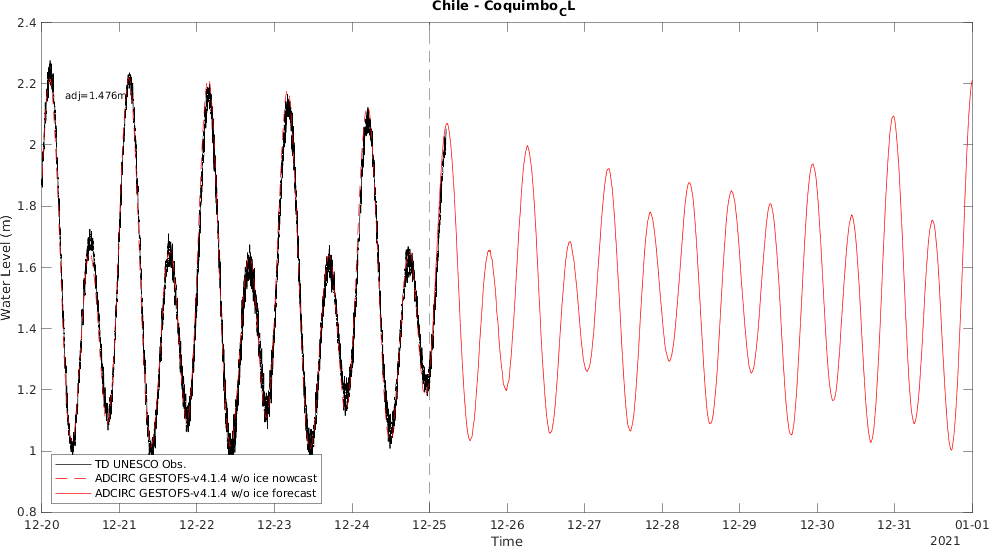 Chile - Coquimbo_CL
2.4
2.2
adj=1.476m
2
1.8
1.6
Water Level (m)
1.4
1.2
1
TD UNESCO Obs.
ADCIRC GESTOFS-v4.1.4 w/o ice nowcast
ADCIRC GESTOFS-v4.1.4 w/o ice forecast
0.8
12-20 12-21 12-22 12-23 12-24 12-25 12-26 12-27 12-28 12-29 12-30 12-31 01-01
Time
2021